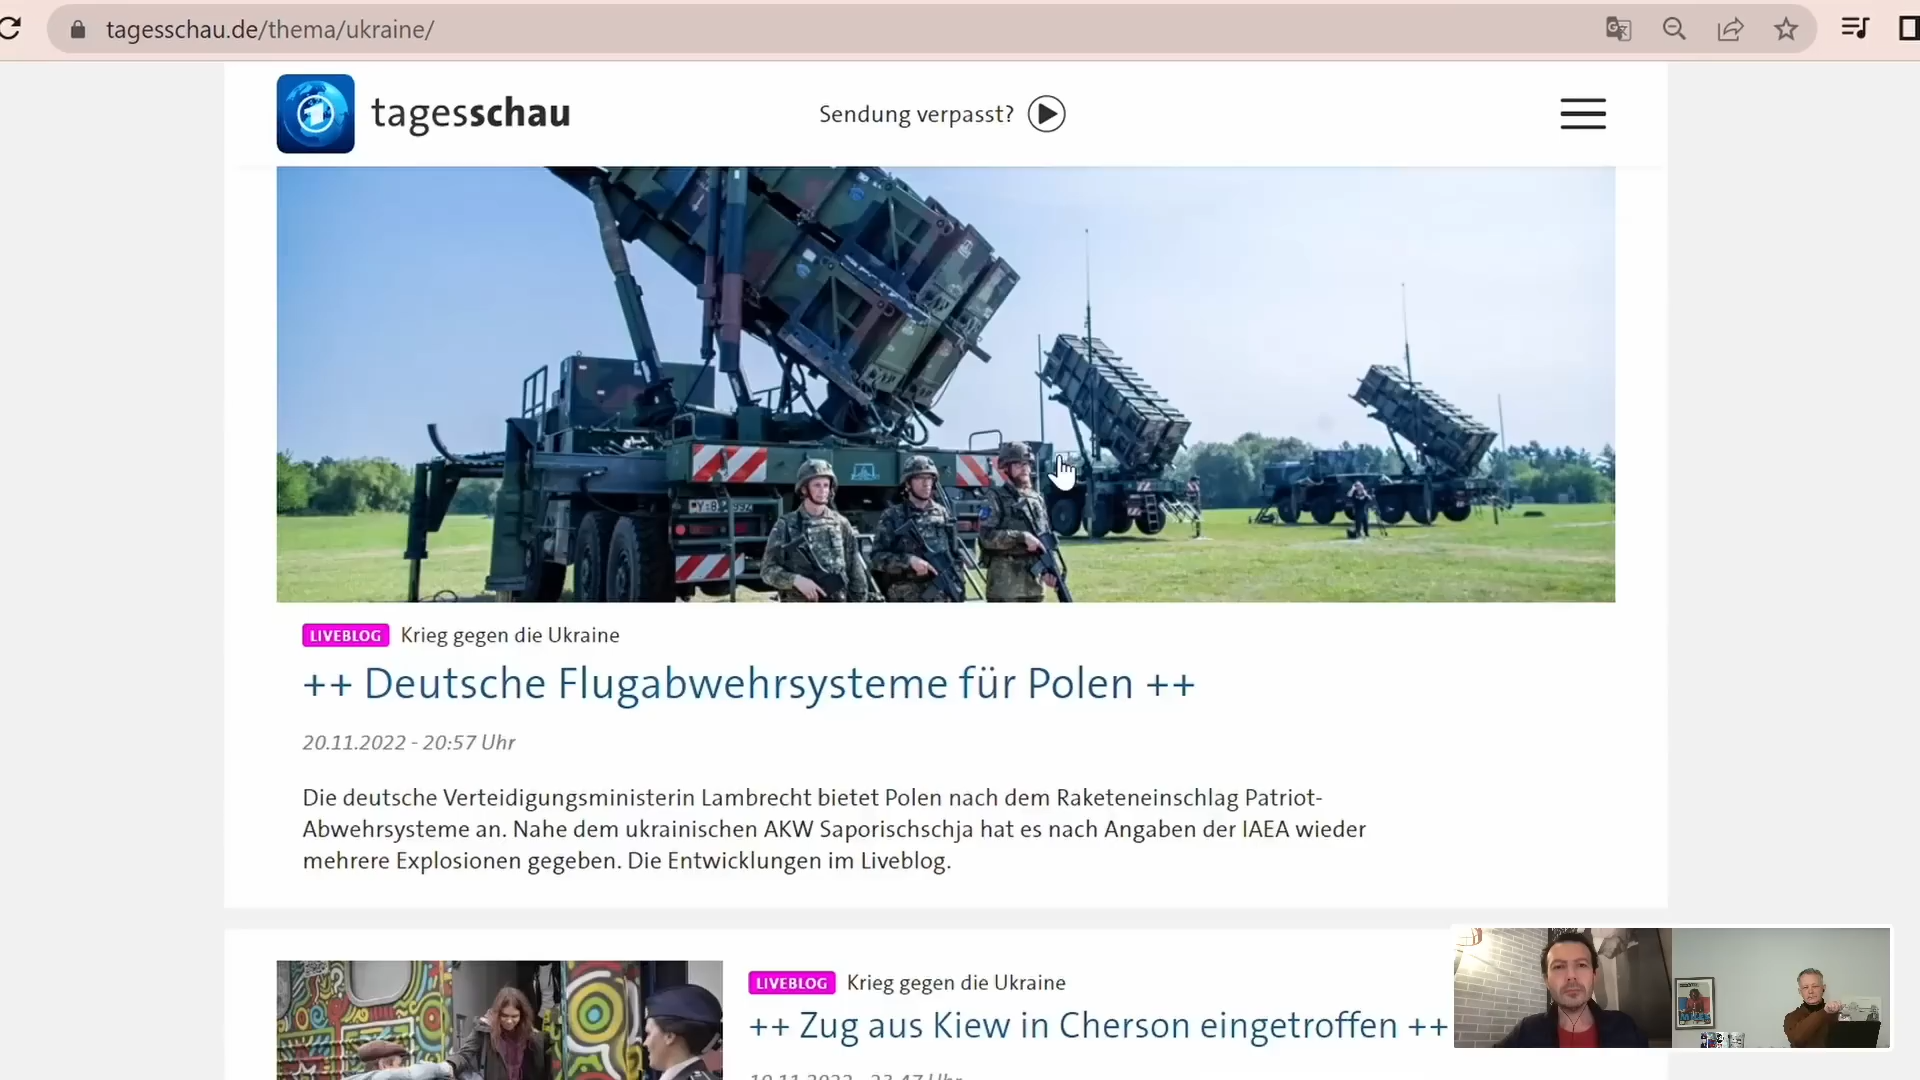 tagesschau.de/thema/ukraine/
tagesschau
Sendung verpasst?
LIVEBLOG Krieg gegen die Ukraine
++ Deutsche Flugabwehrsysteme für Polen ++
20.11.2022 - 20:57 Uhr
Die deutsche Verteidigungsministerin Lambrecht bietet Polen nach dem Raketeneinschlag Patriot-
Abwehrsysteme an. Nahe dem ukrainischen AKW Saporischschja hat es nach Angaben der IAEA wieder
mehrere Explosionen gegeben. Die Entwicklungen im Liveblog.
LIVEBLOG Krieg gegen die Ukraine
++ Zug aus Kiew in Cherson eingetroffen ++